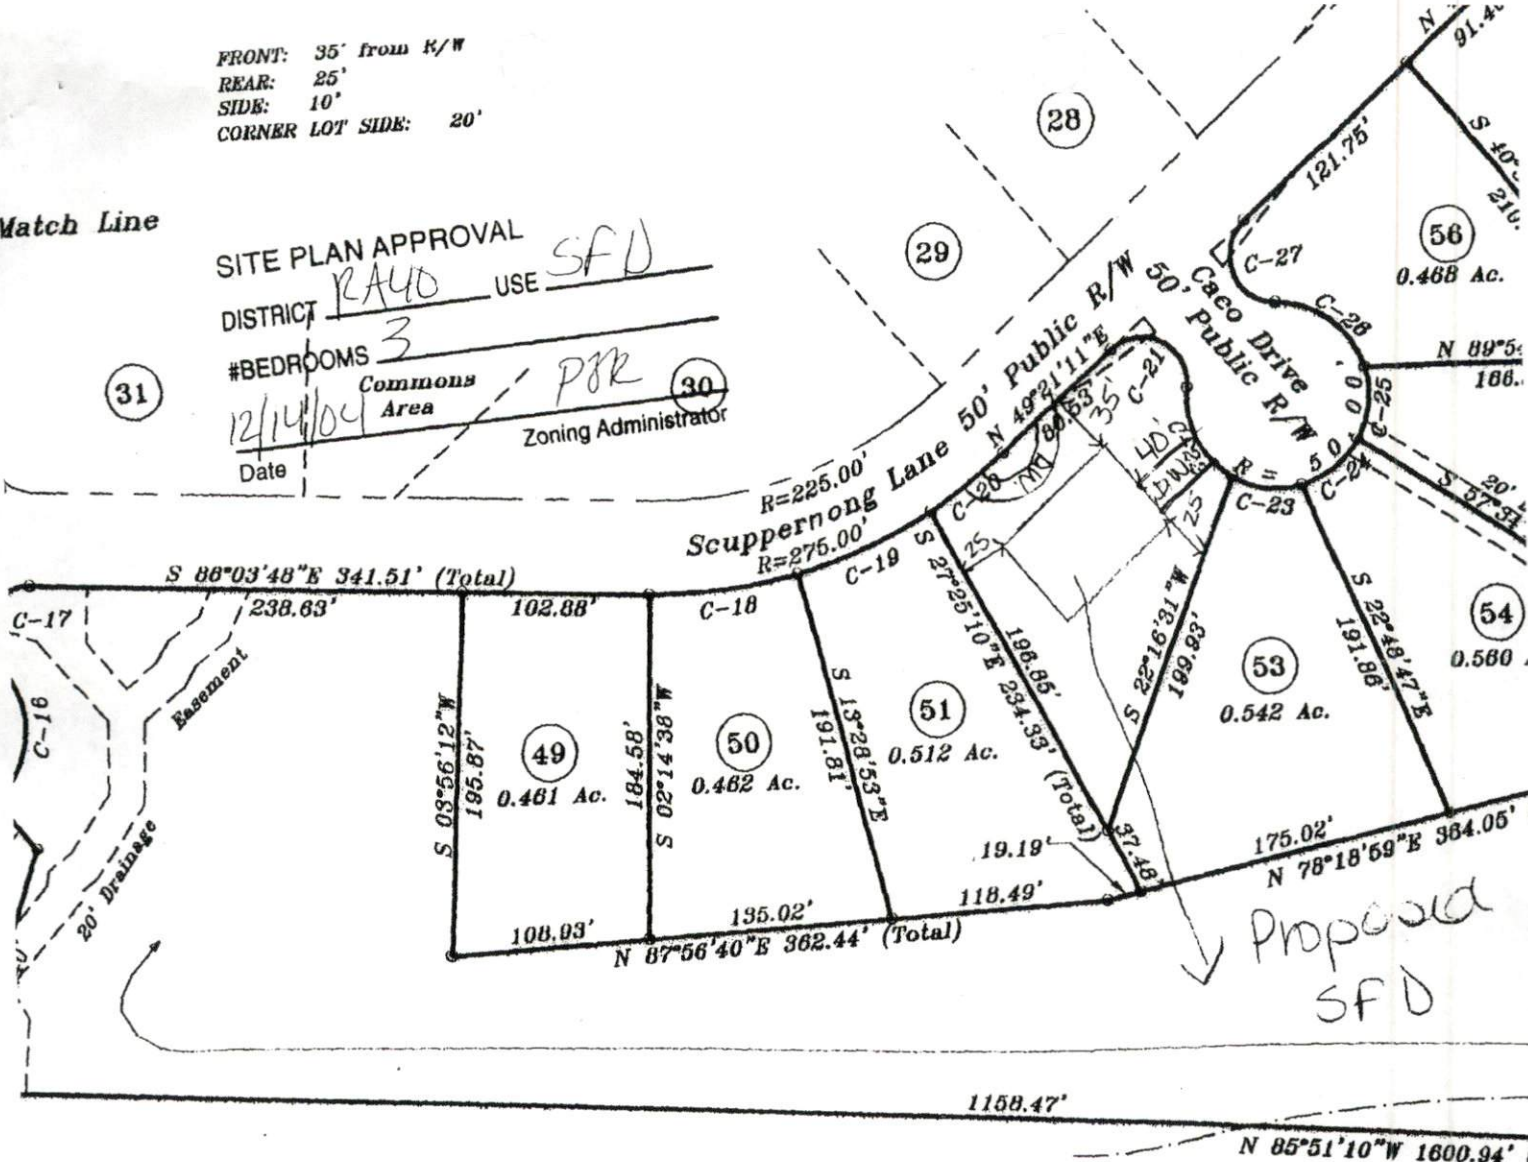 FRONT: 35' from R/W
REAR: 25'
SIDE: 10'
CORNER LOT SIDE: 20'
Match Line
SITE PLAN APPROVAL
DISTRICT RA40 USE SFD
#BEDROOMS 3
Commons
Area
12/14/04
Date
Zoning Administrator
31
30
29
28
N
91.4
121.75'
S 40°
210.
56
0.468 Ac.
C-27
C-26
N 89°5
186.
C-25
Caco Drive
50' Public R/W
50' Public R/W
N 49°21'11"E
80.53'
C-21
35'
40'
DW
25
R = 50.00'
C-24
C-23
20'
S 57°34
Scuppernong Lane
R=225.00'
R=275.00'
C-20
C-19
C-18
25
S 86°03'48"E 341.51' (Total)
238.63'
102.88'
C-17
C-16
Easement
20' Drainage
S 03°56'12"W
195.87'
49
0.461 Ac.
184.58'
S 02°14'38"W
50
0.462 Ac.
S 13°28'53"E
191.81'
51
0.512 Ac.
S 27°25'10"E 234.33' (Total)
196.85'
37.48'
S 22°16'31"W
199.93'
53
0.542 Ac.
S 22°48'47"E
191.86'
54
0.560
19.19'
175.02'
N 78°18'59"E 364.05'
118.49'
135.02'
108.93'
N 87°56'40"E 362.44' (Total)
Proposed
SFD
1158.47'
N 85°51'10"W 1600.94'